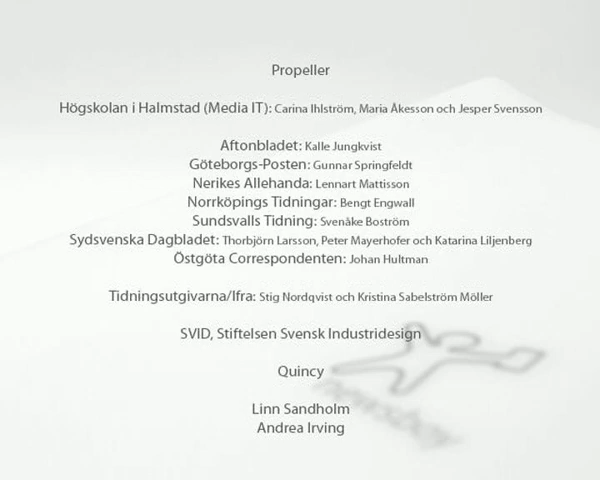 Propeller
Högskolan i Halmstad (Media IT): Carina Ihlström, Maria Åkesson och Jesper Svensson
Aftonbladet: Kalle Jungkvist
Göteborgs-Posten: Gunnar Springfeldt
Nerikes Allehanda: Lennart Mattisson
Norrköpings Tidningar: Bengt Engwall
Sundsvalls Tidning: Svenåke Boström
Sydsvenska Dagbladet: Thorbjörn Larsson, Peter Mayerhofer och Katarina Liljenberg
Östgöta Correspondenten: Johan Hultman
Tidningsutgivarna/Ifra: Stig Nordqvist och Kristina Sabelström Möller
SVID, Stiftelsen Svensk Industridesign
Quincy
Linn Sandholm
Andrea Irving